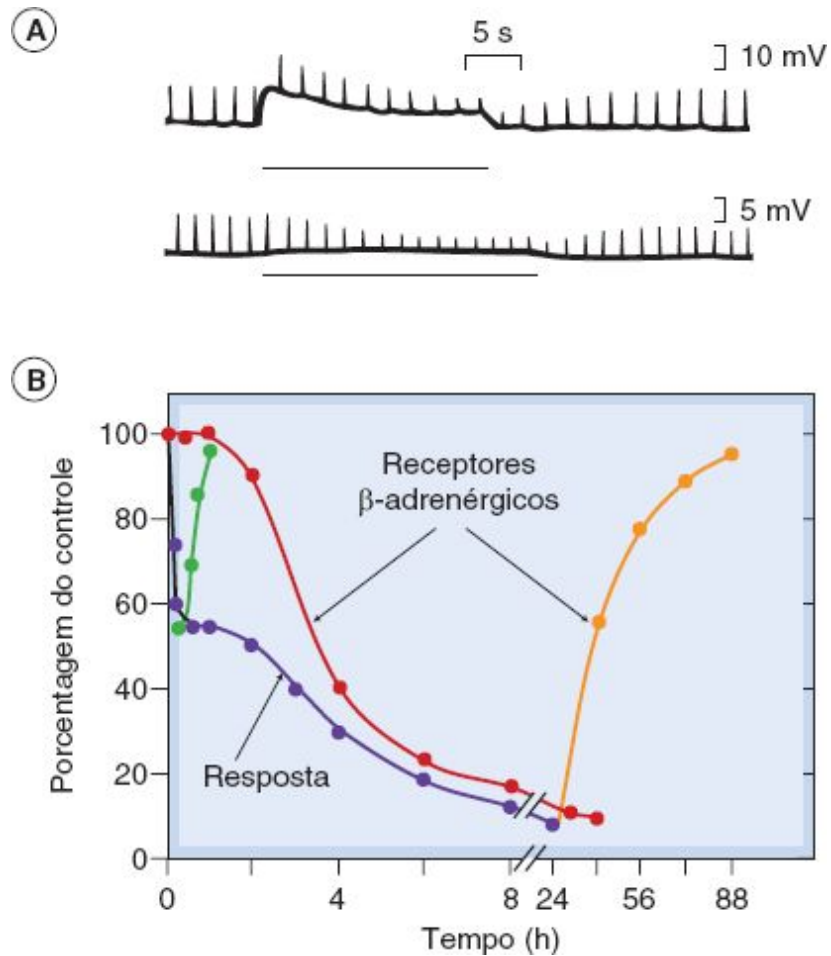 A
5 s
10 mV
5 mV
B
Porcentagem do controle
100
80
60
40
20
0
Receptores
β-adrenérgicos
Resposta
0
4
8
24
56
88
Tempo (h)